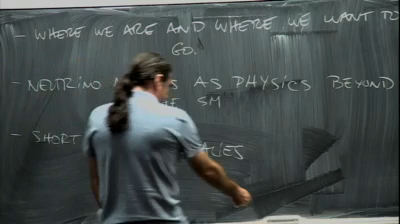 - WHERE WE ARE AND WHERE WE WANT TO
GO.
- NEUTRINO AS PHYSICS BEYOND
SM
- SHORT